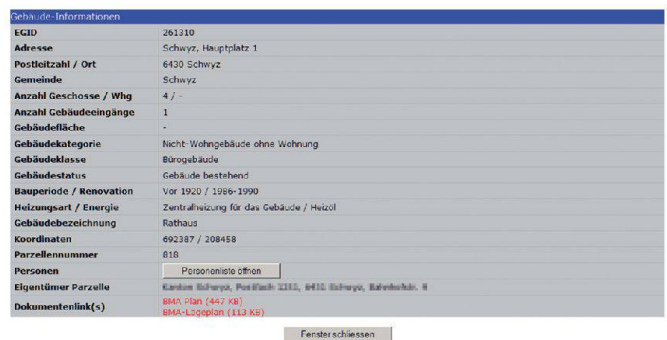 Gebäude-Informationen
EGID 261310
Adresse Schwyz, Hauptplatz 1
Postleitzahl / Ort 6430 Schwyz
Gemeinde Schwyz
Anzahl Geschosse / Whg 4 / -
Anzahl Gebäudeeingänge 1
Gebäudefläche -
Gebäudekategorie Nicht-Wohngebäude ohne Wohnung
Gebäudeklasse Bürogebäude
Gebäudestatus Gebäude bestehend
Bauperiode / Renovation Vor 1920 / 1986-1990
Heizungsart / Energie Zentralheizung für das Gebäude / Heizöl
Gebäudebezeichnung Rathaus
Koordinaten 692387 / 208458
Parzellennummer 818
Personen Personenliste öffnen
Eigentümer Parzelle
Dokumentenlink(s) BMA Plan (447 KB)
BMA-Lageplan (113 KB)
Fenster schliessen